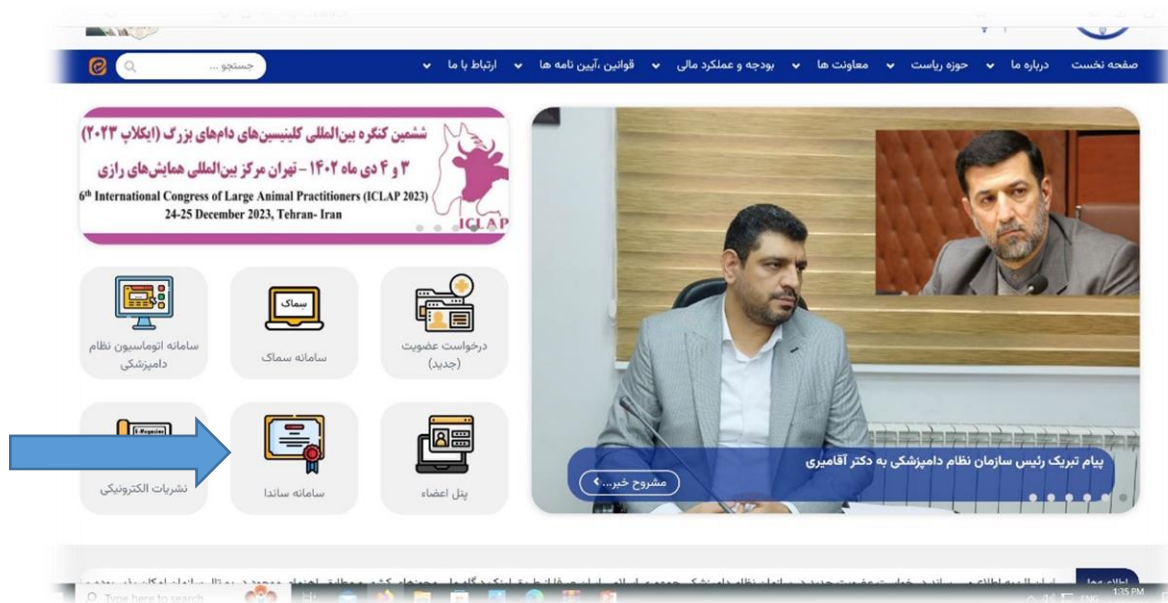 صفحه نخست
درباره ما
حوزه ریاست
معاونت ها
بودجه و عملکرد مالی
قوانین ،آیین نامه ها
ارتباط با ما
جستجو ...
ششمین کنگره بین‌المللی کلینیسین‌های دام‌های بزرگ (ایکلاپ ۲۰۲۳)
۳ و ۴ دی ماه ۱۴۰۲ – تهران مرکز بین‌المللی همایش‌های رازی
6th International Congress of Large Animal Practitioners (ICLAP 2023)
24-25 December 2023, Tehran- Iran
ICLAP
درخواست عضویت
(جدید)
سماک
سامانه سماک
سامانه اتوماسیون نظام
دامپزشکی
پنل اعضاء
سامانه ساندا
E-Magazine
نشریات الکترونیکی
پیام تبریک رئیس سازمان نظام دامپزشکی به دکتر آقامیری
مشروح خبر...
Type here to search
ENG
1:35 PM